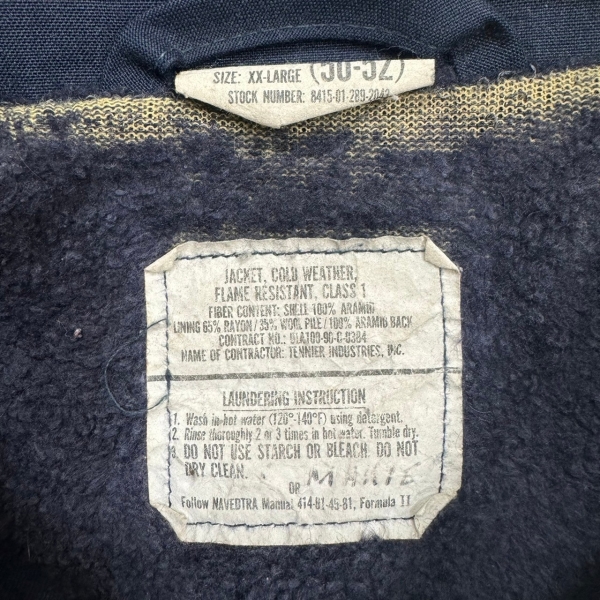 SIZE: XX-LARGE (50-52)
STOCK NUMBER: 8415-01-289-2042
JACKET, COLD WEATHER,
FLAME RESISTANT, CLASS 1
FIBER CONTENT: SHELL 100% ARAMID
LINING 65% RAYON/35% WOOL PILE/100% ARAMID BACK
CONTRACT NO.: DLA100-90-C-0384
NAME OF CONTRACTOR: TENNIER INDUSTRIES, INC.
LAUNDERING INSTRUCTION
1. Wash in hot water (120°-140°F) using detergent.
2. Rinse thoroughly 2 or 3 times in hot water. Tumble dry.
3. DO NOT USE STARCH OR BLEACH. DO NOT
DRY CLEAN.
OR
Follow NAVEDTRA Manual 414-01-45-81, Formula II